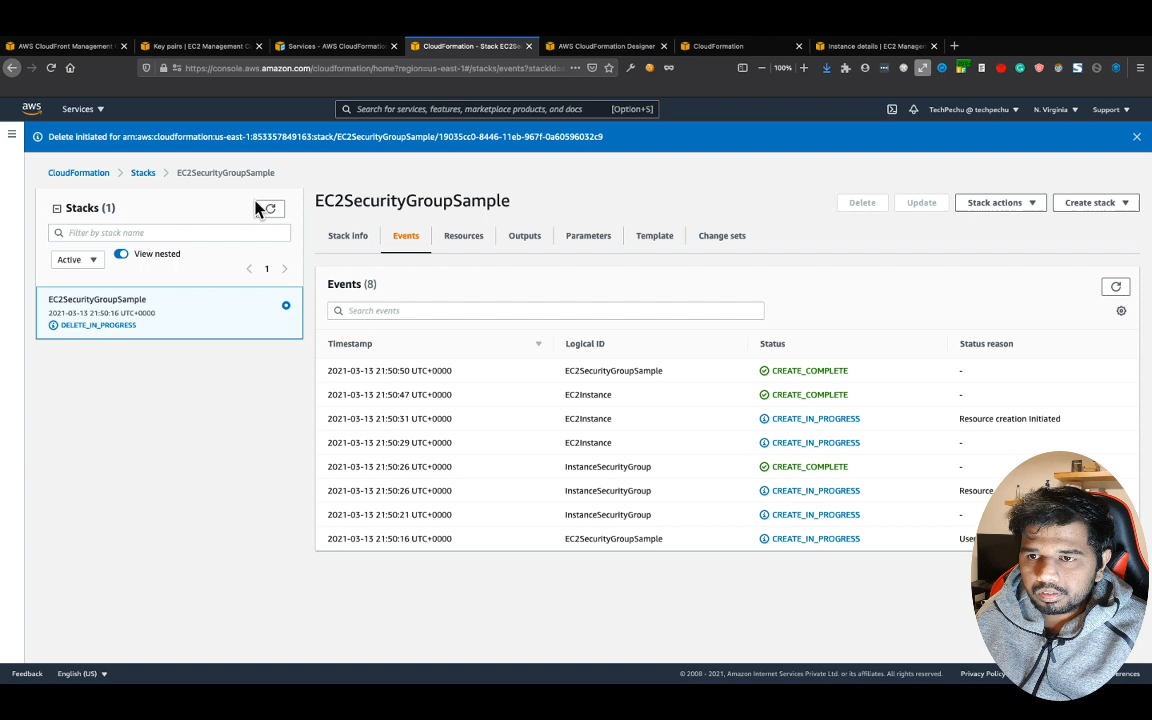 AWS CloudFront Management
Key pairs | EC2 Management C
Services - AWS CloudFormatio
CloudFormation - Stack EC2Se
AWS CloudFormation Designer
CloudFormation
Instance details | EC2 Manage
https://console.aws.amazon.com/cloudformation/home?region=us-east-1#/stacks/events?stackId
100%
aws
Services
Search for services, features, marketplace products, and docs
[Option+S]
TechPechu @ techpechu
N. Virginia
Support
Delete initiated for arn:aws:cloudformation:us-east-1:853357849163:stack/EC2SecurityGroupSample/19035cc0-8446-11eb-967f-0a60596032c9
CloudFormation > Stacks > EC2SecurityGroupSample
Stacks (1)
Filter by stack name
Active
View nested
1
EC2SecurityGroupSample
2021-03-13 21:50:16 UTC+0000
DELETE_IN_PROGRESS
EC2SecurityGroupSample
Delete
Update
Stack actions
Create stack
Stack info
Events
Resources
Outputs
Parameters
Template
Change sets
Events (8)
Search events
Timestamp Logical ID Status Status reason
2021-03-13 21:50:50 UTC+0000 EC2SecurityGroupSample CREATE_COMPLETE -
2021-03-13 21:50:47 UTC+0000 EC2Instance CREATE_COMPLETE -
2021-03-13 21:50:31 UTC+0000 EC2Instance CREATE_IN_PROGRESS Resource creation Initiated
2021-03-13 21:50:29 UTC+0000 EC2Instance CREATE_IN_PROGRESS -
2021-03-13 21:50:26 UTC+0000 InstanceSecurityGroup CREATE_COMPLETE -
2021-03-13 21:50:26 UTC+0000 InstanceSecurityGroup CREATE_IN_PROGRESS Resource
2021-03-13 21:50:21 UTC+0000 InstanceSecurityGroup CREATE_IN_PROGRESS -
2021-03-13 21:50:16 UTC+0000 EC2SecurityGroupSample CREATE_IN_PROGRESS User
Feedback
English (US)
© 2008 - 2021, Amazon Internet Services Private Ltd. or its affiliates. All rights reserved.
Privacy Policy